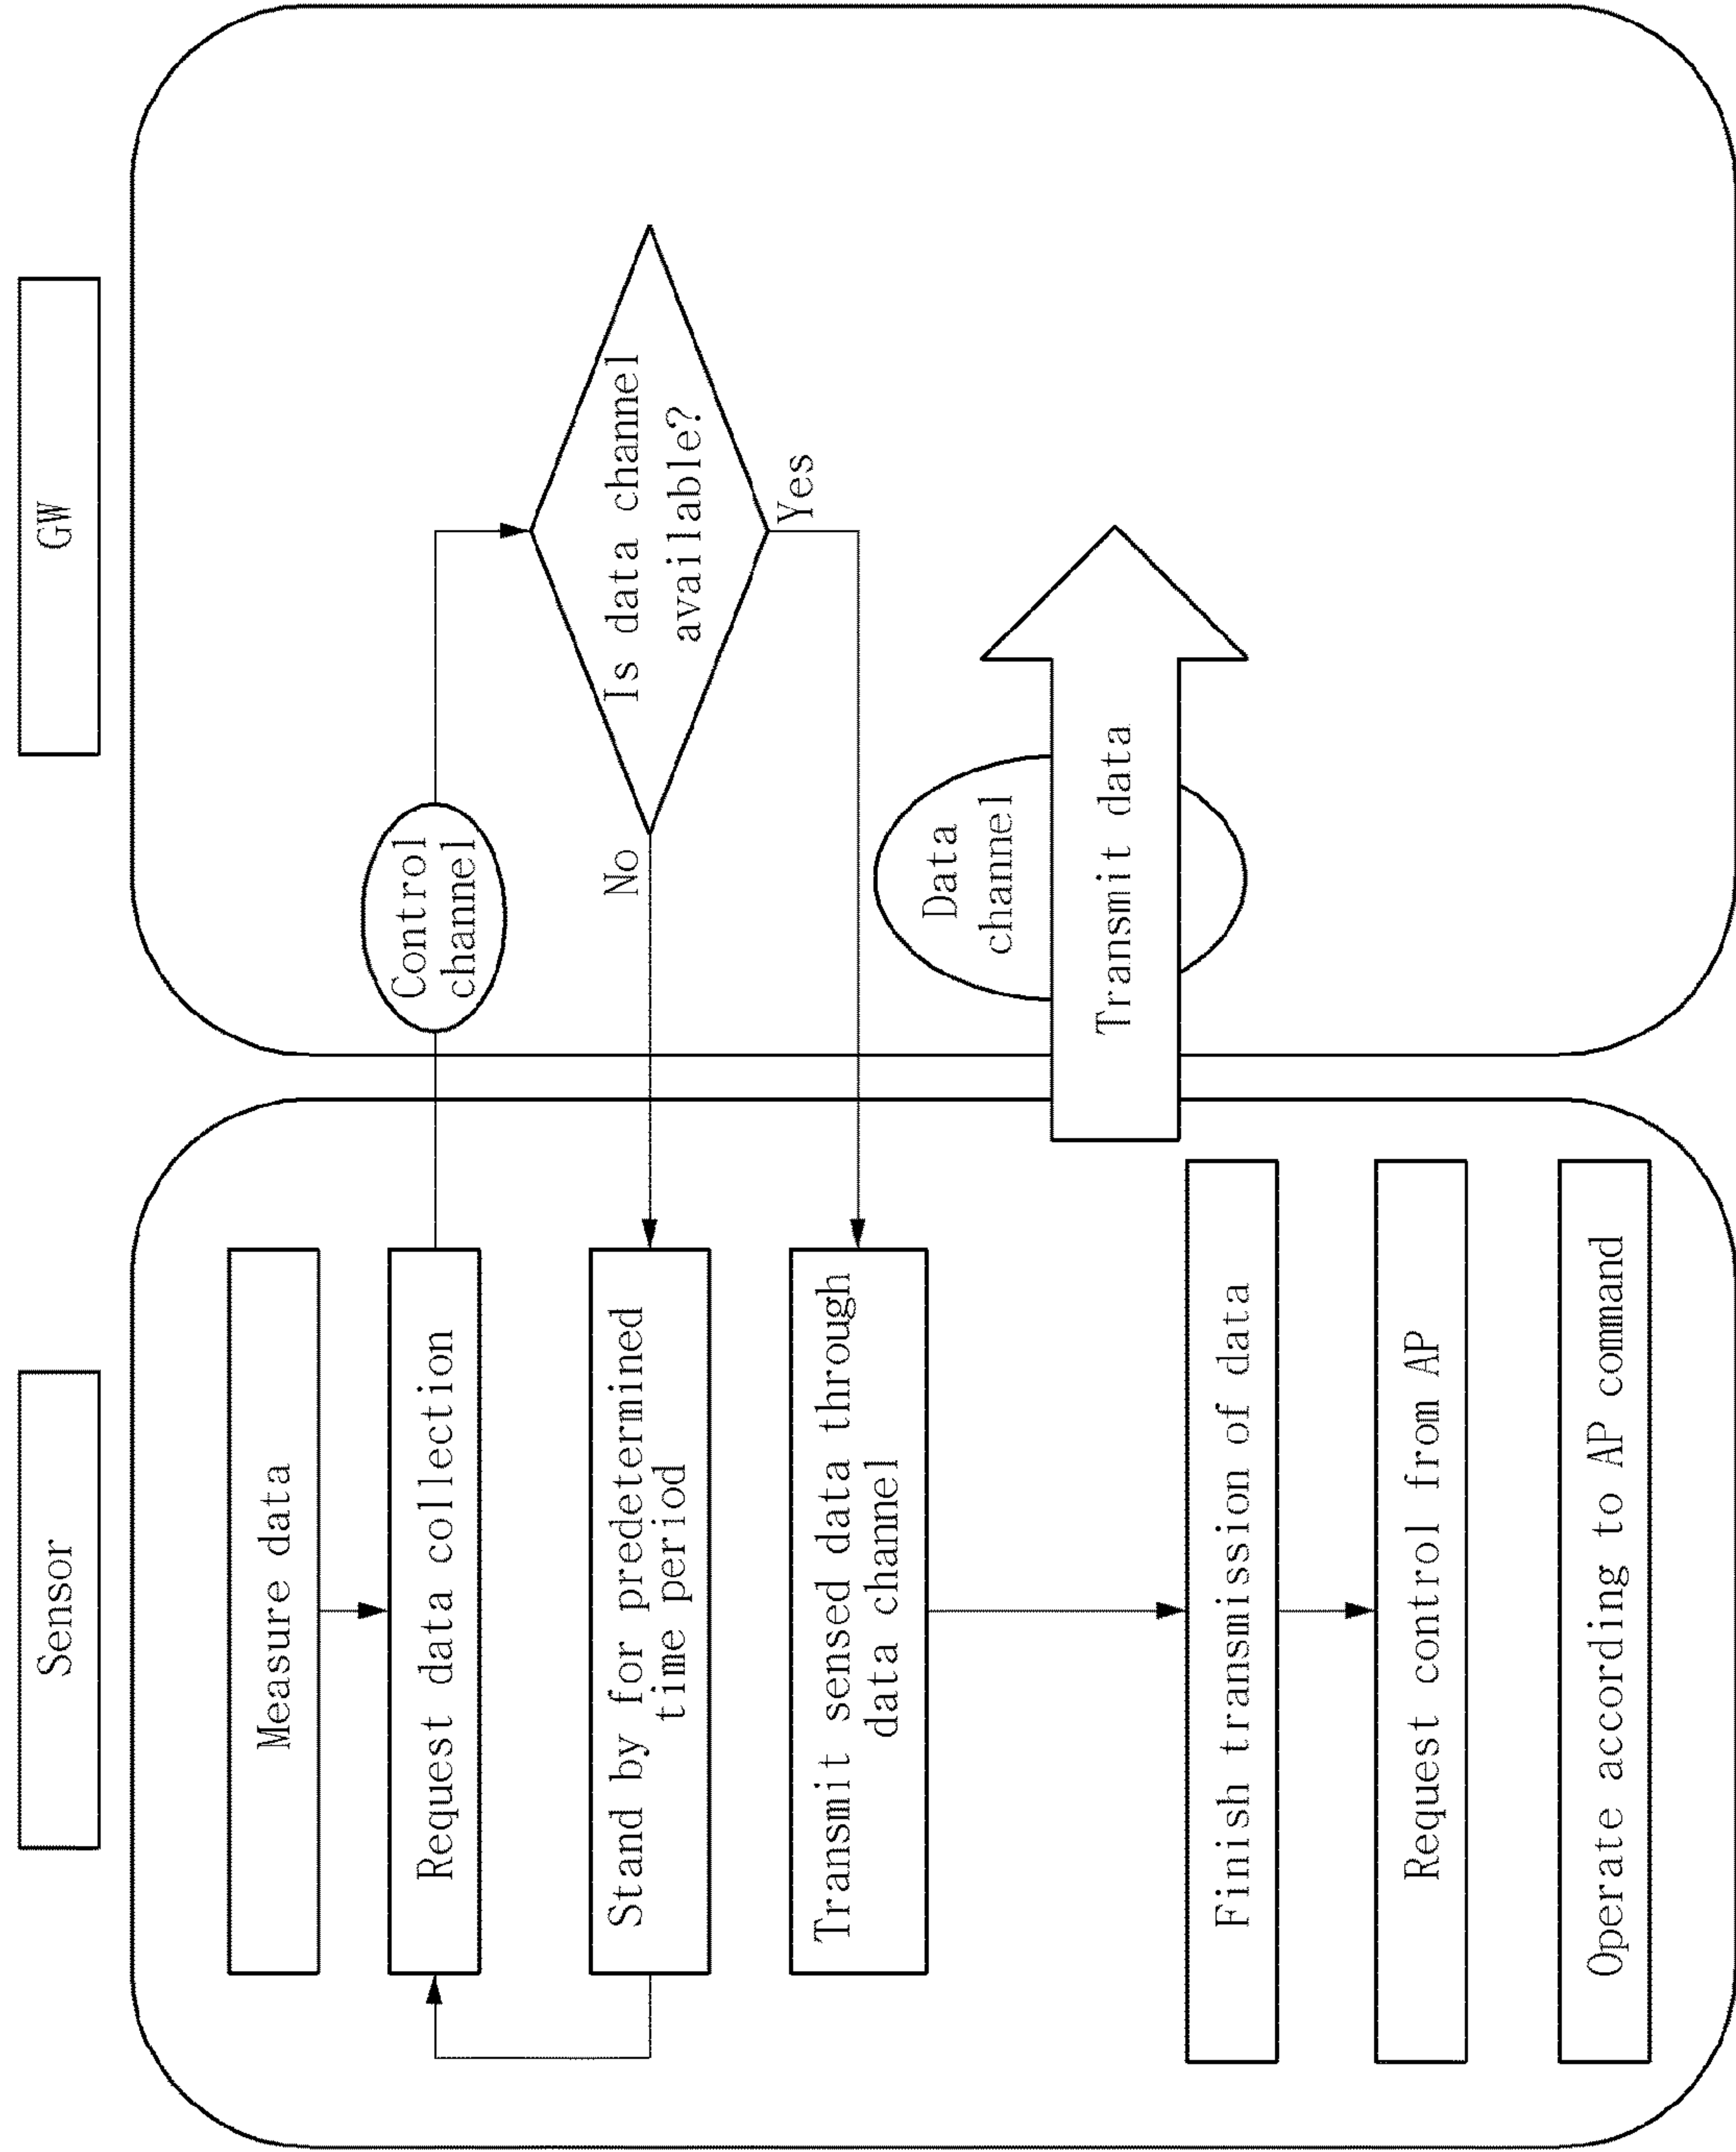 Sensor
GW
Measure data
Request data collection
Control
channel
Is data channel
available?
No
Yes
Stand by for predetermined
time period
Transmit sensed data through
data channel
Data
channel
Transmit data
Finish transmission of data
Request control from AP
Operate according to AP command